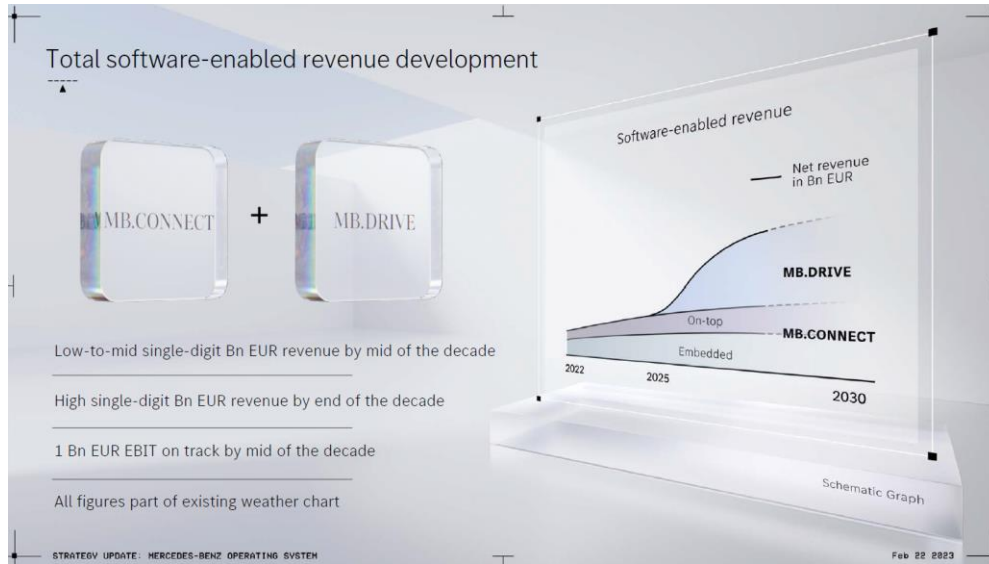 Total software-enabled revenue development
MB.CONNECT
+
MB.DRIVE
Low-to-mid single-digit Bn EUR revenue by mid of the decade
High single-digit Bn EUR revenue by end of the decade
1 Bn EUR EBIT on track by mid of the decade
All figures part of existing weather chart
Software-enabled revenue
Net revenue
in Bn EUR
MB.DRIVE
On-top
MB.CONNECT
Embedded
2022
2025
2030
Schematic Graph
STRATEGY UPDATE: MERCEDES-BENZ OPERATING SYSTEM
Feb 22 2023